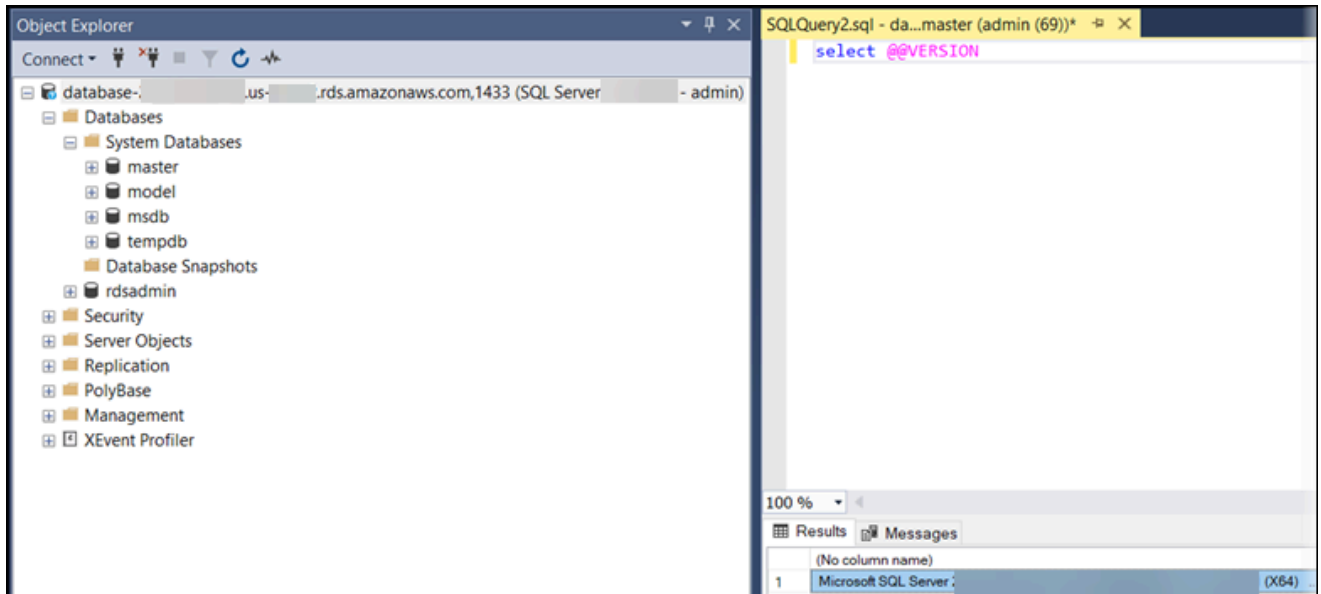 Object Explorer
Connect
database-. .us- .rds.amazonaws.com,1433 (SQL Server - admin)
Databases
System Databases
master
model
msdb
tempdb
Database Snapshots
rdsadmin
Security
Server Objects
Replication
PolyBase
Management
XEvent Profiler
SQLQuery2.sql - da...master (admin (69))*
select @@VERSION
100 %
Results Messages
(No column name)
1 Microsoft SQL Server (X64) ...